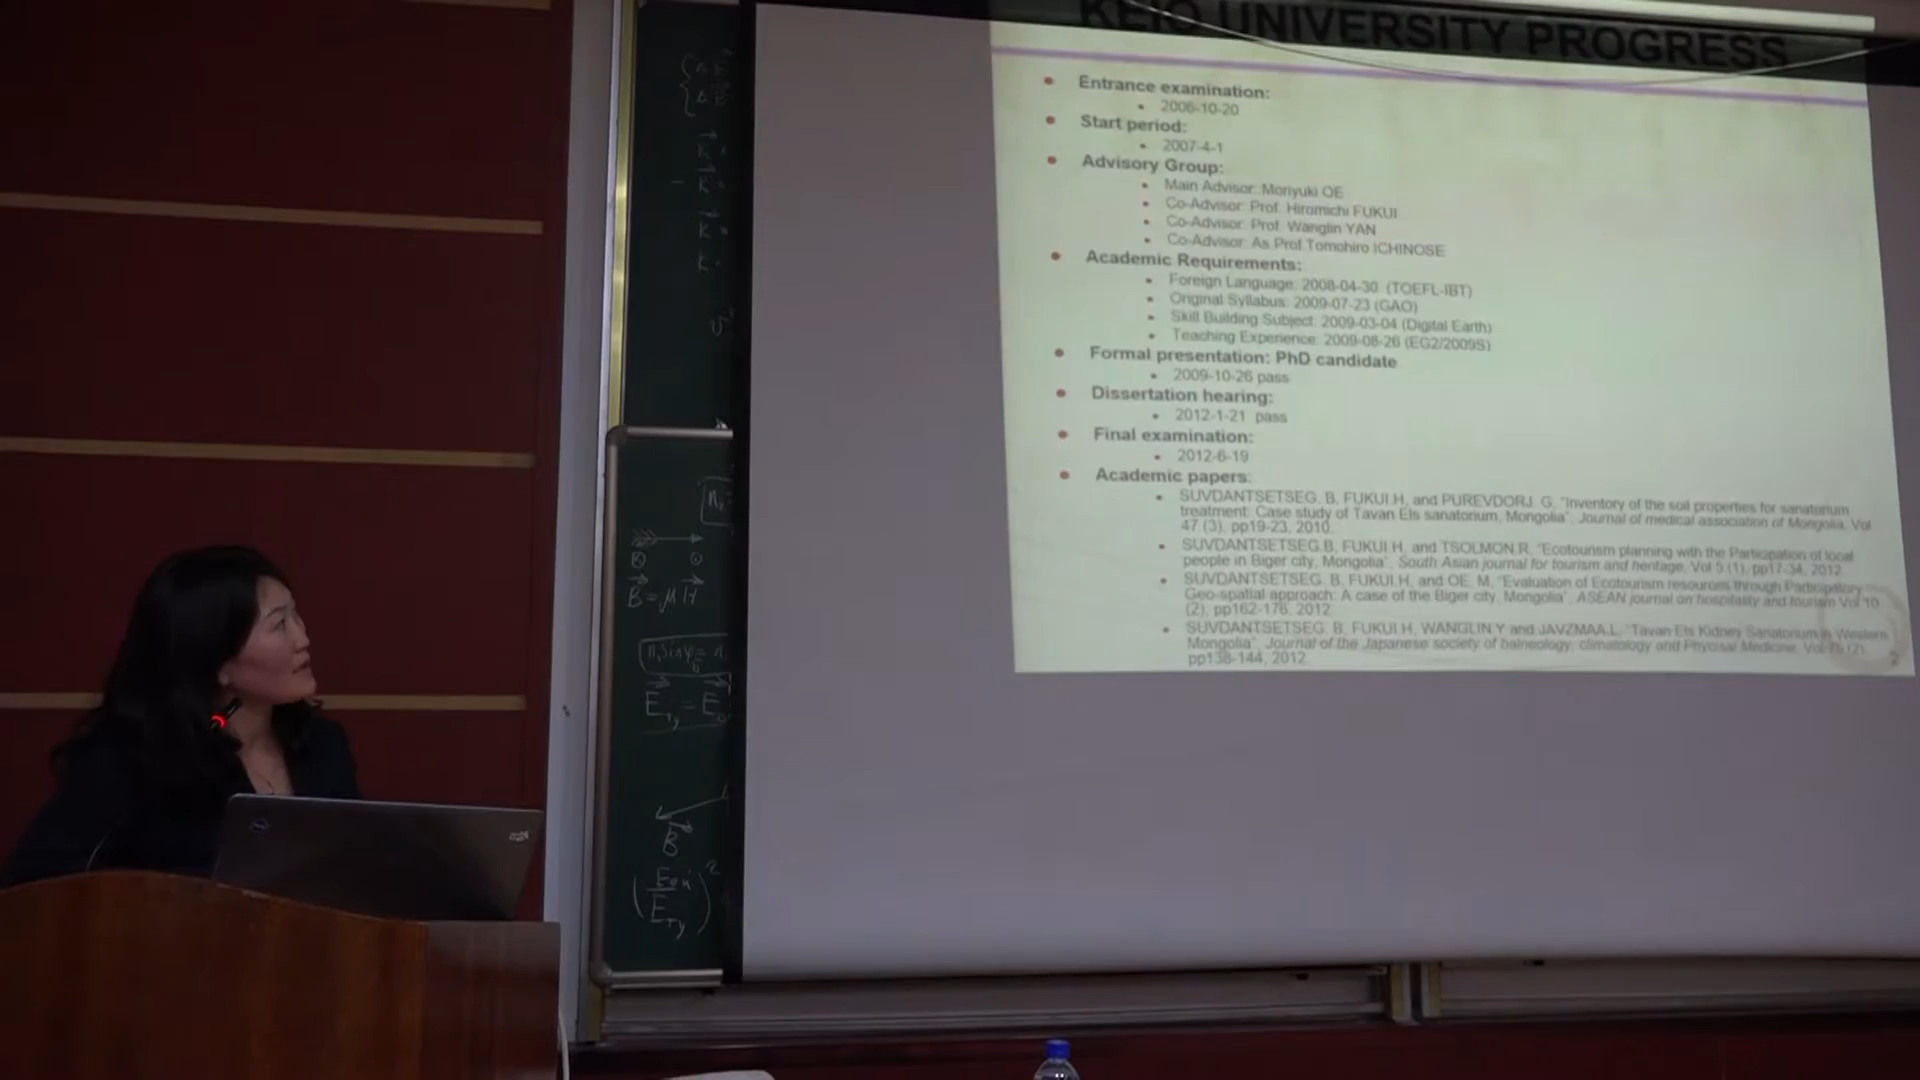 KEIO UNIVERSITY PROGRESS
Entrance examination:
2006-10-20
Start period:
2007-4-1
Advisory Group:
Main Advisor: Moriyuki OE
Co-Advisor: Prof. Hiromichi FUKUI
Co-Advisor: Prof. Wanglin YAN
Co-Advisor: As.Prof.Tomohiro ICHINOSE
Academic Requirements:
Foreign Language: 2008-04-30 (TOEFL-IBT)
Original Syllabus: 2009-07-23 (GAO)
Skill Building Subject: 2009-03-04 (Digital Earth)
Teaching Experience: 2009-08-26 (EG2/2009S)
Formal presentation: PhD candidate
2009-10-26 pass
Dissertation hearing:
2012-1-21 pass
Final examination:
2012-6-19
Academic papers:
SUVDANTSETSEG. B, FUKUI.H, and PUREVDORJ. G, "Inventory of the soil properties for sanatorium
treatment: Case study of Tavan Els sanatorium, Mongolia", Journal of medical association of Mongolia. Vol
47 (3), pp19-23, 2010.
SUVDANTSETSEG.B, FUKUI.H, and TSOLMON.R, "Ecotourism planning with the Participation of local
people in Biger city, Mongolia", South Asian journal for tourism and heritage, Vol 5 (1), pp17-34, 2012.
SUVDANTSETSEG. B, FUKUI.H, and OE. M, "Evaluation of Ecotourism resources through Participatory
Geo-spatial approach: A case of the Biger city, Mongolia", ASEAN journal on hospitality and tourism Vol 10
(2), pp162-176, 2012.
SUVDANTSETSEG. B, FUKUI.H, WANGLIN.Y and JAVZMAA.L, "Tavan Els Kidney Sanatorium in Western
Mongolia", Journal of the Japanese society of balneology, climatology and Phycisal Medicine, Vol.75 (2),
pp138-144, 2012.
2
B = μH